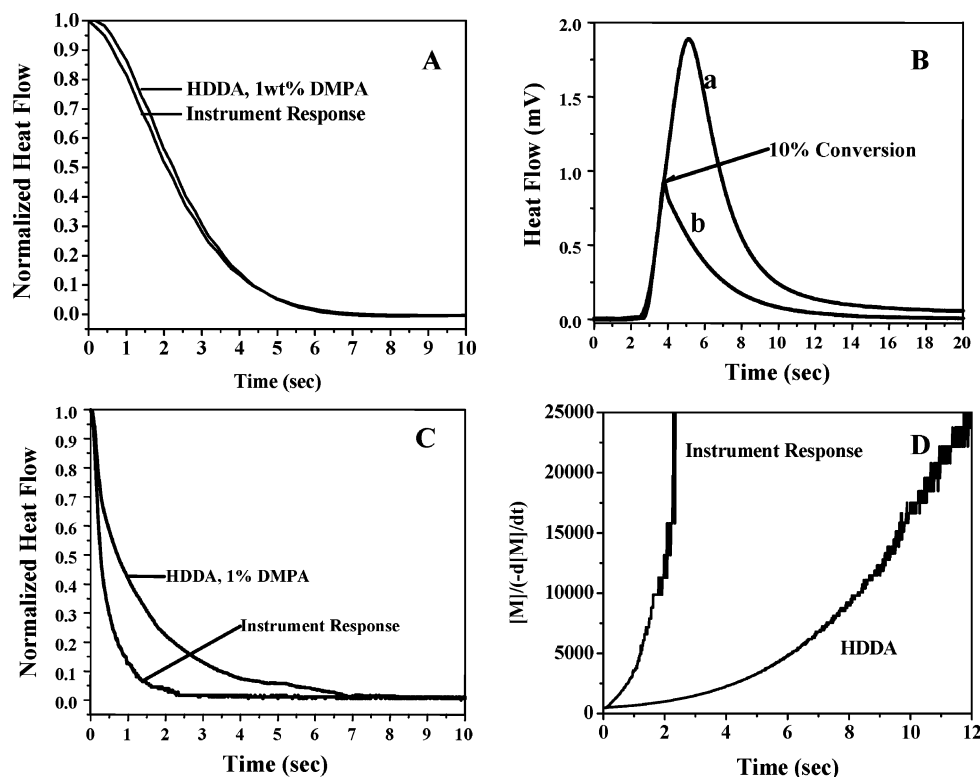 A
Normalized Heat Flow
1.0
0.9
0.8
0.7
0.6
0.5
0.4
0.3
0.2
0.1
0.0
HDDA, 1wt% DMPA
Instrument Response
0 1 2 3 4 5 6 7 8 9 10
Time (sec)
B
Heat Flow (mV)
2.0
1.5
1.0
0.5
0.0
a
10% Conversion
b
0 2 4 6 8 10 12 14 16 18 20
Time (sec)
C
Normalized Heat Flow
1.0
0.9
0.8
0.7
0.6
0.5
0.4
0.3
0.2
0.1
0.0
HDDA, 1% DMPA
Instrument Response
0 1 2 3 4 5 6 7 8 9 10
Time (sec)
D
[M]/(-d[M]/dt)
25000
20000
15000
10000
5000
0
Instrument Response
HDDA
0 2 4 6 8 10 12
Time (sec)